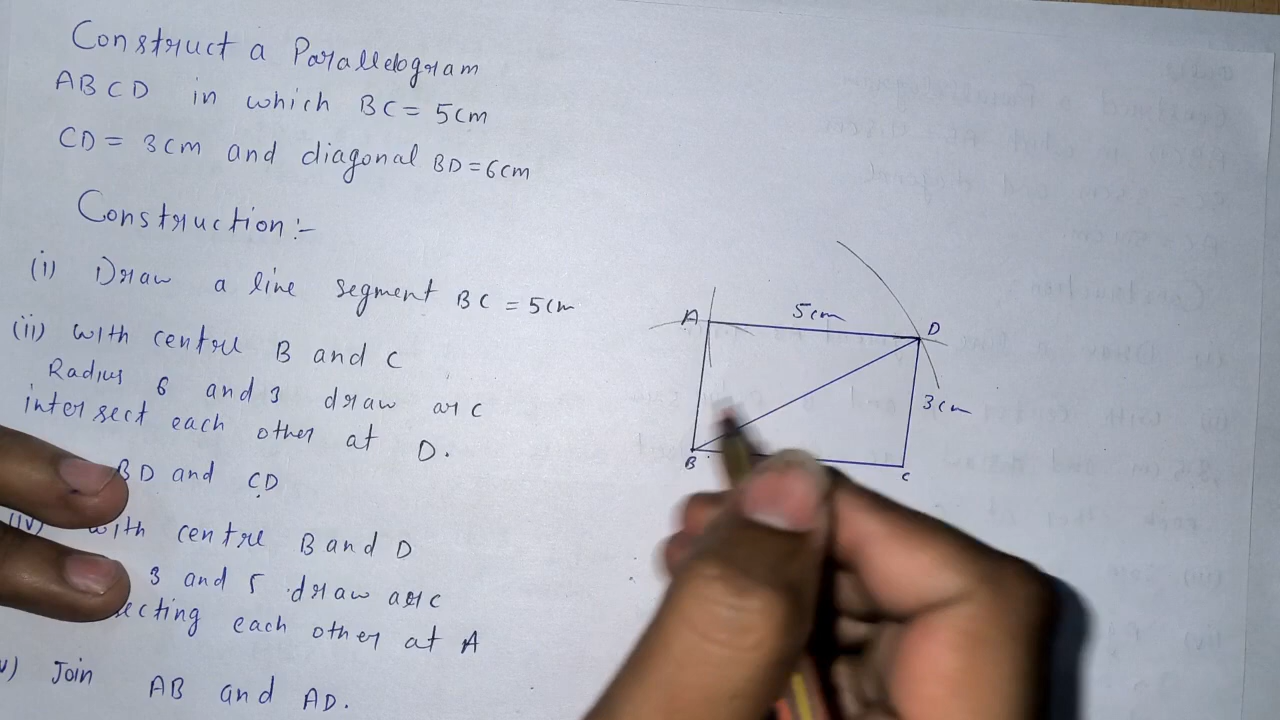 Construct a Parallelogram
ABCD in which BC = 5cm
CD = 3cm and diagonal BD=6cm
Construction:-
(i) Draw a line segment BC = 5cm
(ii) with centre B and C
Radius 6 and 3 draw arc
intersect each other at D.
BD and CD
(iv) with centre B and D
3 and 5 draw arc
ecting each other at A
v) Join AB and AD.
A 5cm D
3cm
B C